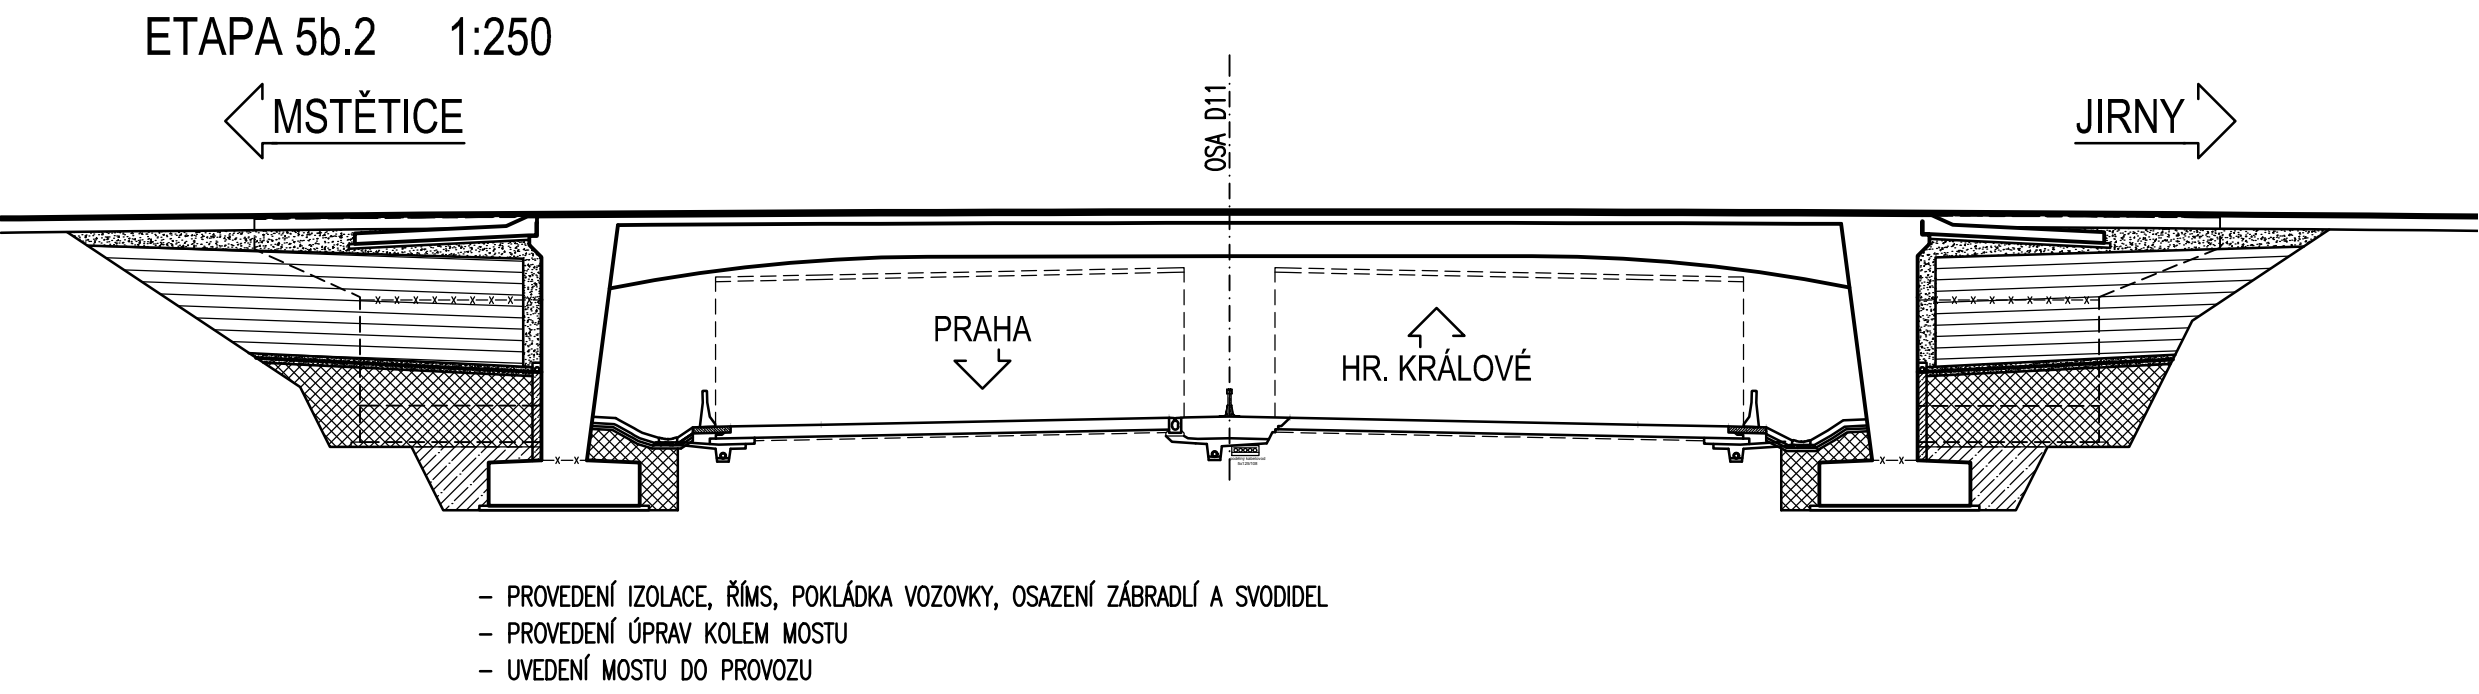 ETAPA 5b.2 1:250
MSTĚTICE
OSA D11
JIRNY
PRAHA
HR. KRÁLOVÉ
- PROVEDENÍ IZOLACE, ŘÍMS, POKLÁDKA VOZOVKY, OSAZENÍ ZÁBRADLÍ A SVODIDEL
- PROVEDENÍ ÚPRAV KOLEM MOSTU
- UVEDENÍ MOSTU DO PROVOZU